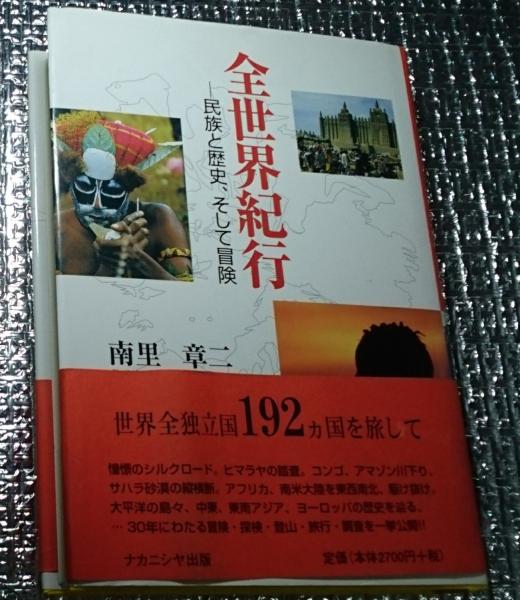 全世界紀行
―民族と歴史、そして冒険
南里 章二
世界全独立国192ヵ国を旅して
憧憬のシルクロード。ヒマラヤの踏査。コンゴ、アマゾン川下り、
サハラ砂漠の縦横断。アフリカ、南米大陸を東西南北、駆け抜け。
太平洋の島々、中東、東南アジア、ヨーロッパの歴史を辿る。
…30年にわたる冒険・探検・登山・旅行・調査を一挙公開!!
ナカニシヤ出版
定価(本体2700円+税)